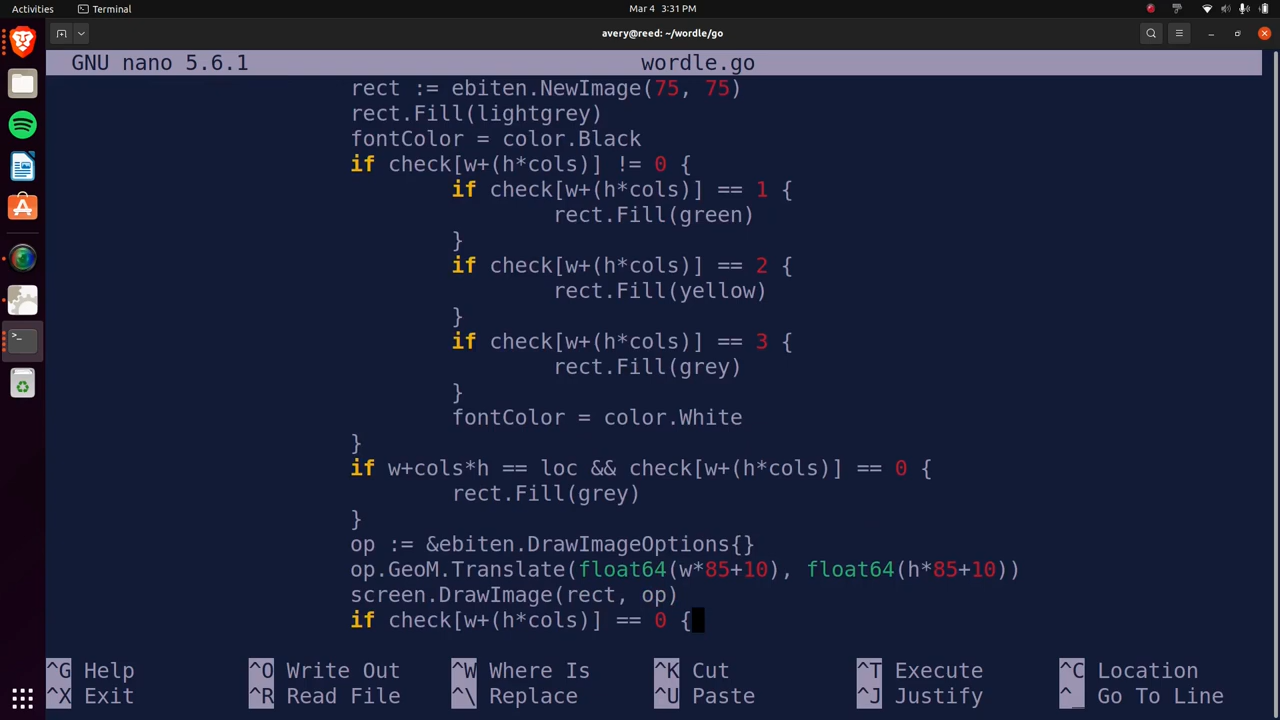 Activities Terminal Mar 4 3:31 PM
avery@reed: ~/wordle/go
GNU nano 5.6.1 wordle.go
rect := ebiten.NewImage(75, 75)
rect.Fill(lightgrey)
fontColor = color.Black
if check[w+(h*cols)] != 0 {
if check[w+(h*cols)] == 1 {
rect.Fill(green)
}
if check[w+(h*cols)] == 2 {
rect.Fill(yellow)
}
if check[w+(h*cols)] == 3 {
rect.Fill(grey)
}
fontColor = color.White
}
if w+cols*h == loc && check[w+(h*cols)] == 0 {
rect.Fill(grey)
}
op := &ebiten.DrawImageOptions{}
op.GeoM.Translate(float64(w*85+10), float64(h*85+10))
screen.DrawImage(rect, op)
if check[w+(h*cols)] == 0 {
^G Help ^O Write Out ^W Where Is ^K Cut ^T Execute ^C Location
^X Exit ^R Read File ^\ Replace ^U Paste ^J Justify ^_ Go To Line